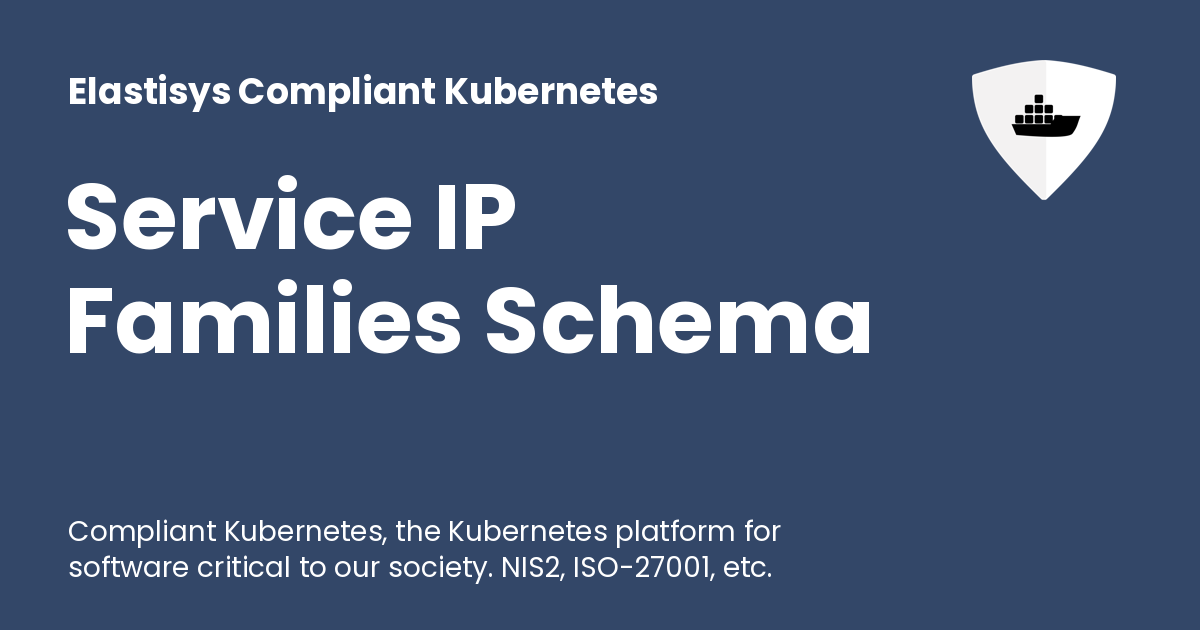 Elastisys Compliant Kubernetes
Service IP
Families Schema
Compliant Kubernetes, the Kubernetes platform for
software critical to our society. NIS2, ISO-27001, etc.